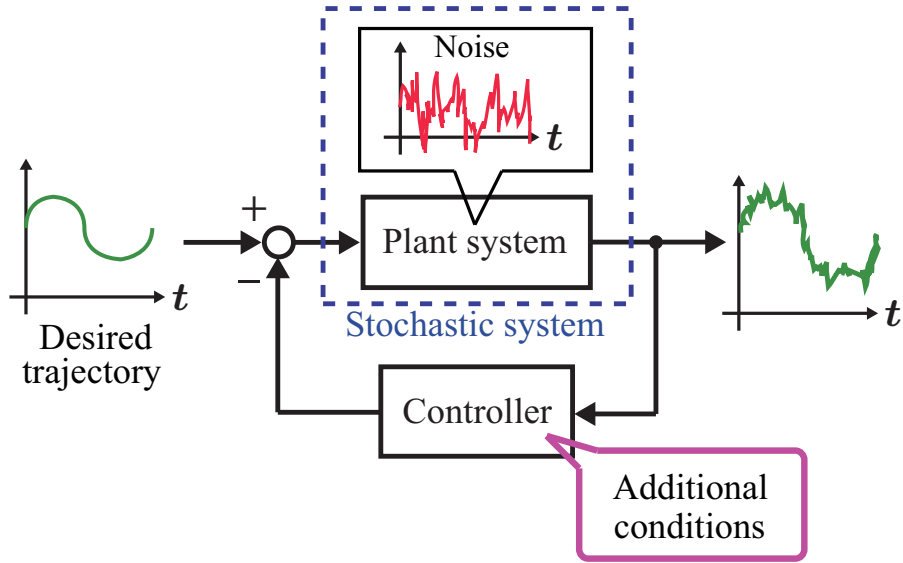 Noise
t
+
Plant system
−
t
Desired
trajectory
Stochastic system
t
Controller
Additional
conditions